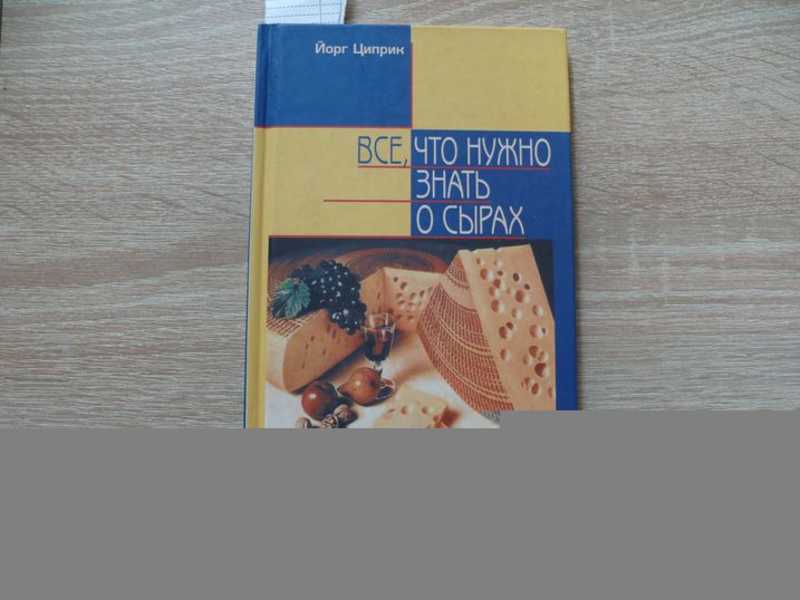 Йорг Циприк
ВСЕ, ЧТО НУЖНО
ЗНАТЬ
О СЫРАХ